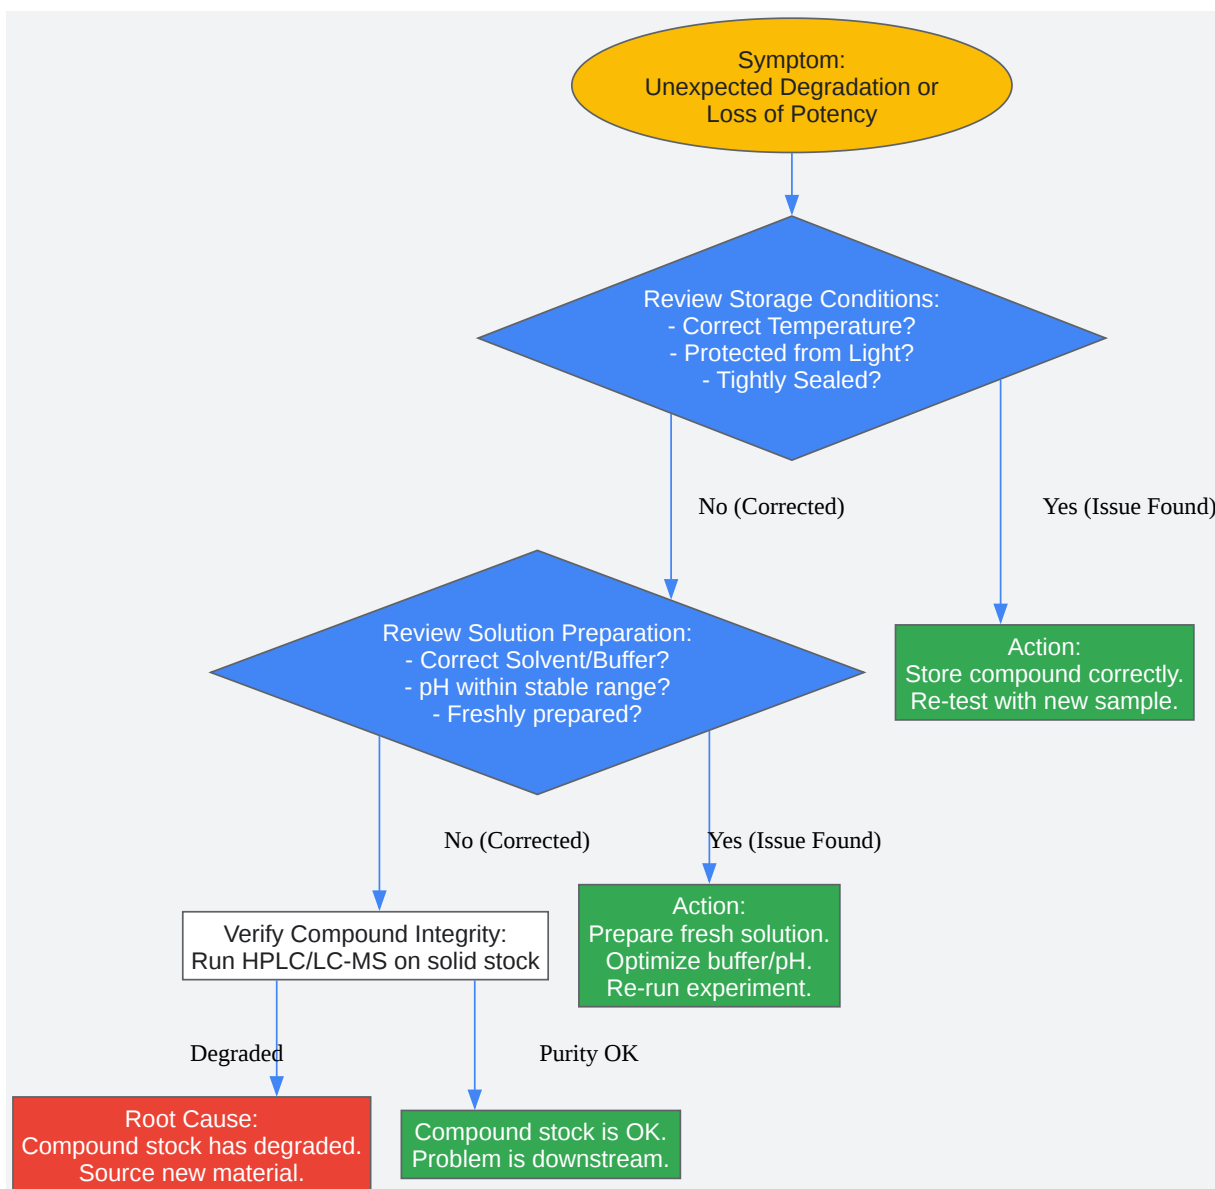 Symptom:
Unexpected Degradation or
Loss of Potency
Review Storage Conditions:
- Correct Temperature?
- Protected from Light?
- Tightly Sealed?
No (Corrected)
Yes (Issue Found)
Review Solution Preparation:
- Correct Solvent/Buffer?
- pH within stable range?
- Freshly prepared?
Action:
Store compound correctly.
Re-test with new sample.
No (Corrected)
Yes (Issue Found)
Verify Compound Integrity:
Run HPLC/LC-MS on solid stock
Action:
Prepare fresh solution.
Optimize buffer/pH.
Re-run experiment.
Degraded
Purity OK
Root Cause:
Compound stock has degraded.
Source new material.
Compound stock is OK.
Problem is downstream.